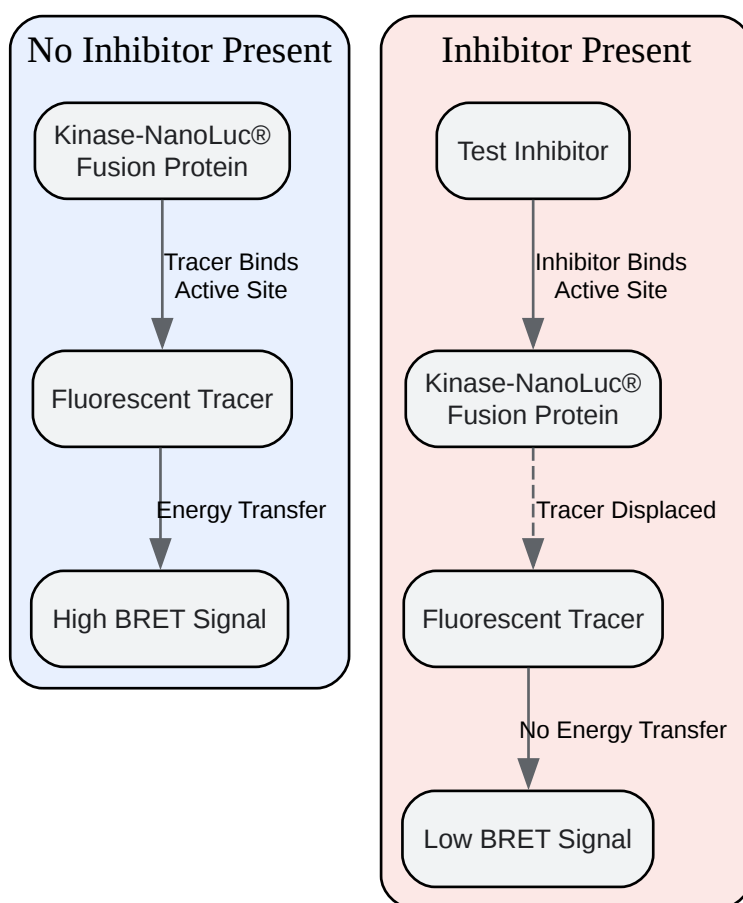 No Inhibitor Present
Kinase-NanoLuc®
Fusion Protein
Tracer Binds
Active Site
Fluorescent Tracer
Energy Transfer
High BRET Signal
Inhibitor Present
Test Inhibitor
Inhibitor Binds
Active Site
Kinase-NanoLuc®
Fusion Protein
Tracer Displaced
Fluorescent Tracer
No Energy Transfer
Low BRET Signal